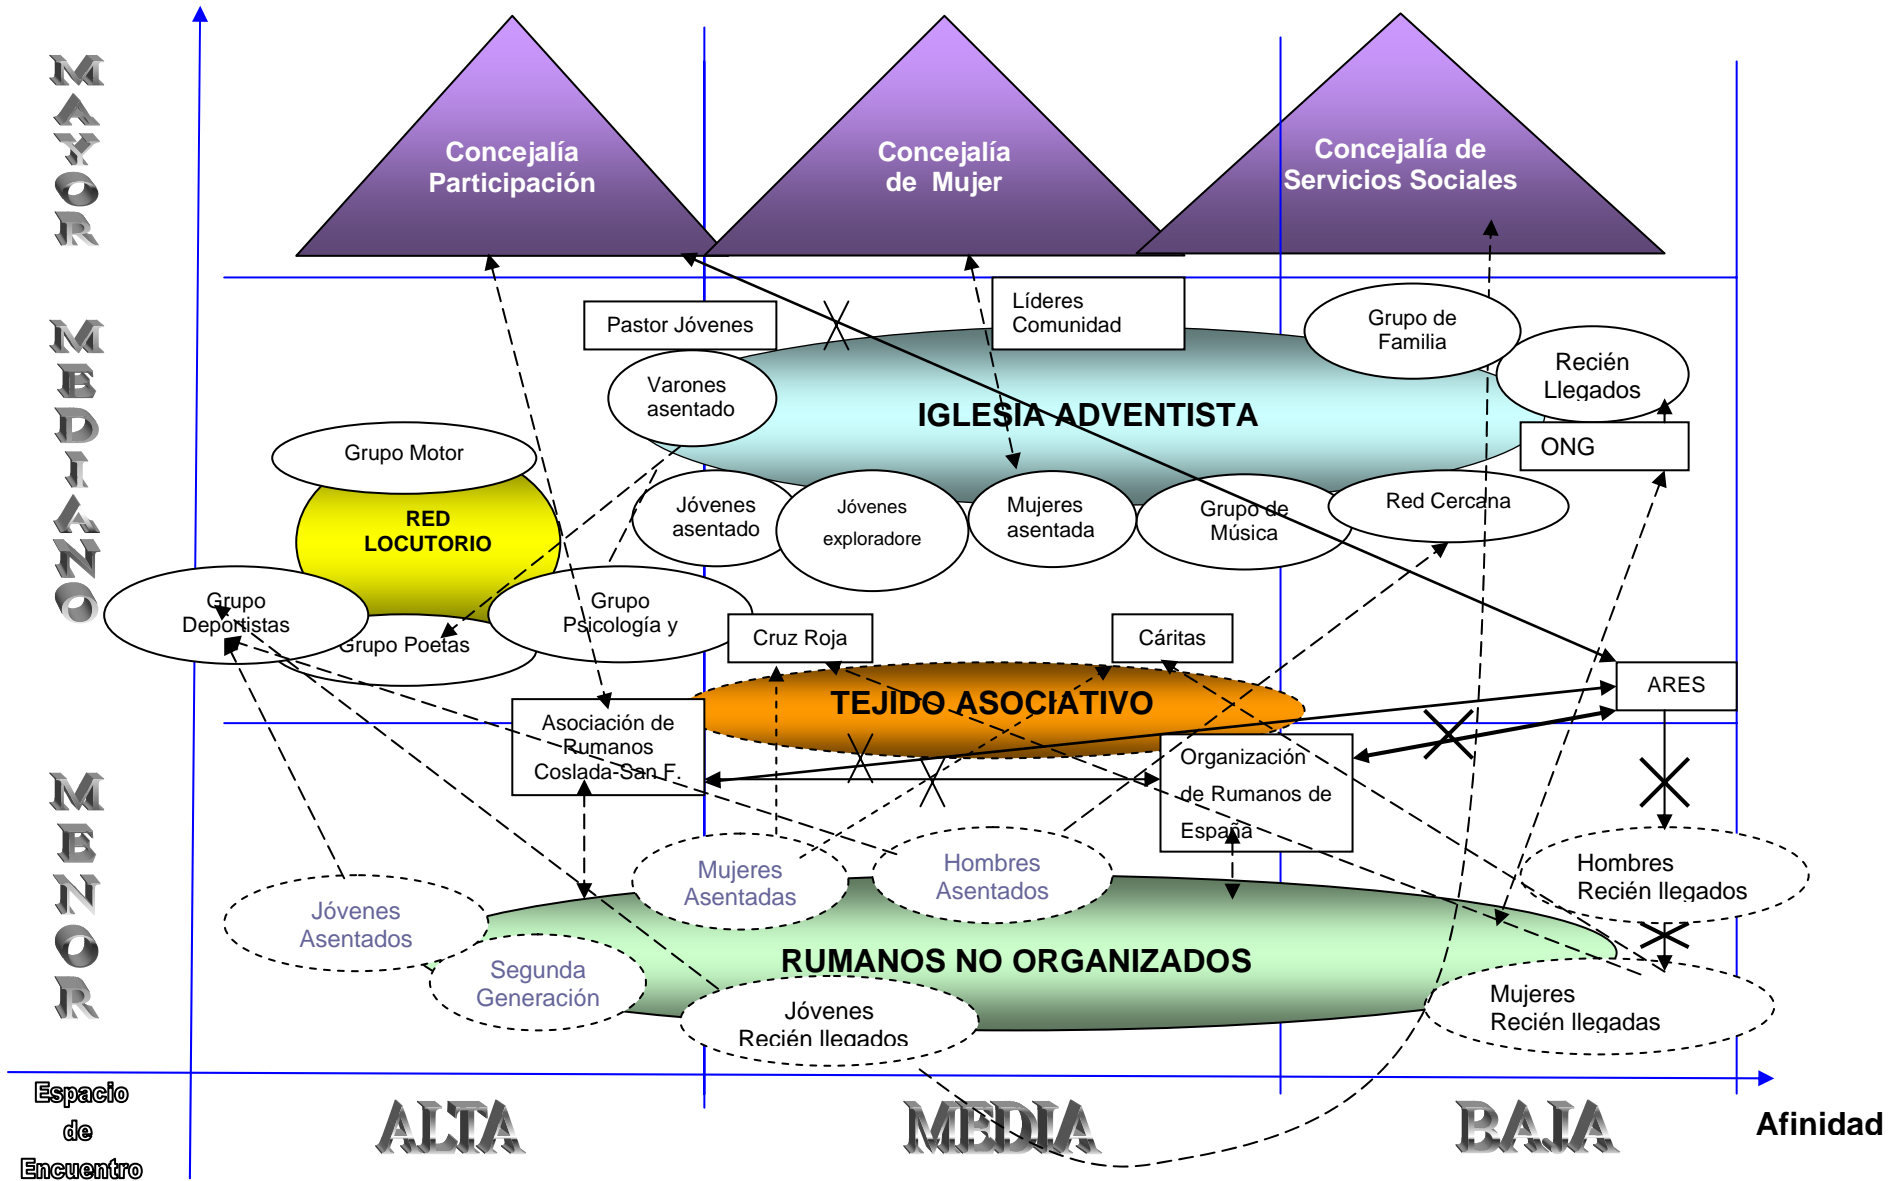 MAYOR
MEDIANO
MENOR
Concejalía
Participación
Concejalía
de Mujer
Concejalía de
Servicios Sociales
Pastor Jóvenes
Líderes
Comunidad
Grupo de
Familia
Recién
Llegados
Varones
asentado
IGLESIA ADVENTISTA
ONG
Grupo Motor
RED
LOCUTORIO
Jóvenes
asentado
Jóvenes
exploradore
Mujeres
asentada
Grupo de
Música
Red Cercana
Grupo
Deportistas
Grupo Poetas
Grupo
Psicología y
Cruz Roja
Cáritas
TEJIDO ASOCIATIVO
ARES
Asociación de
Rumanos
Coslada-San F.
Organización
de Rumanos de
España
Mujeres
Asentadas
Hombres
Asentados
Hombres
Recién llegados
Jóvenes
Asentados
Segunda
Generación
RUMANOS NO ORGANIZADOS
Jóvenes
Recién llegados
Mujeres
Recién llegadas
Espacio
de
Encuentro
ALTA
MEDIA
BAJA
Afinidad